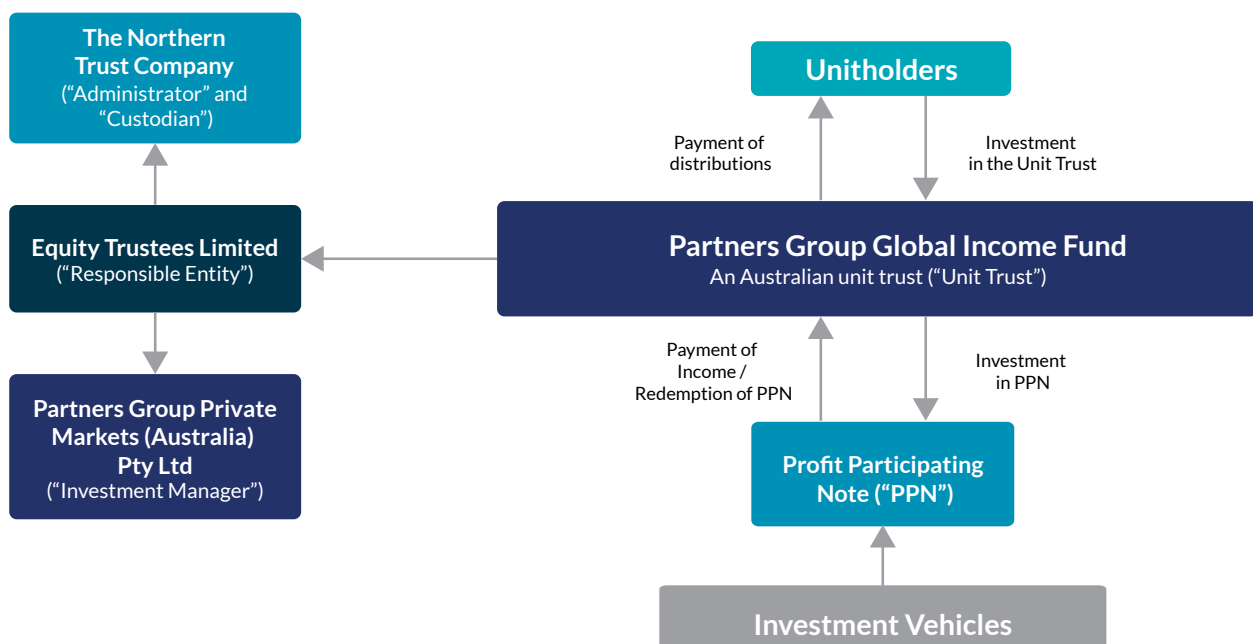 The Northern
Trust Company
(“Administrator” and
“Custodian”)
Unitholders
Payment of
distributions
Investment
in the Unit Trust
Equity Trustees Limited
(“Responsible Entity”)
Partners Group Global Income Fund
An Australian unit trust (“Unit Trust”)
Payment of
Income /
Redemption of PPN
Investment
in PPN
Partners Group Private
Markets (Australia)
Pty Ltd
(“Investment Manager”)
Profit Participating
Note (“PPN”)
Investment Vehicles